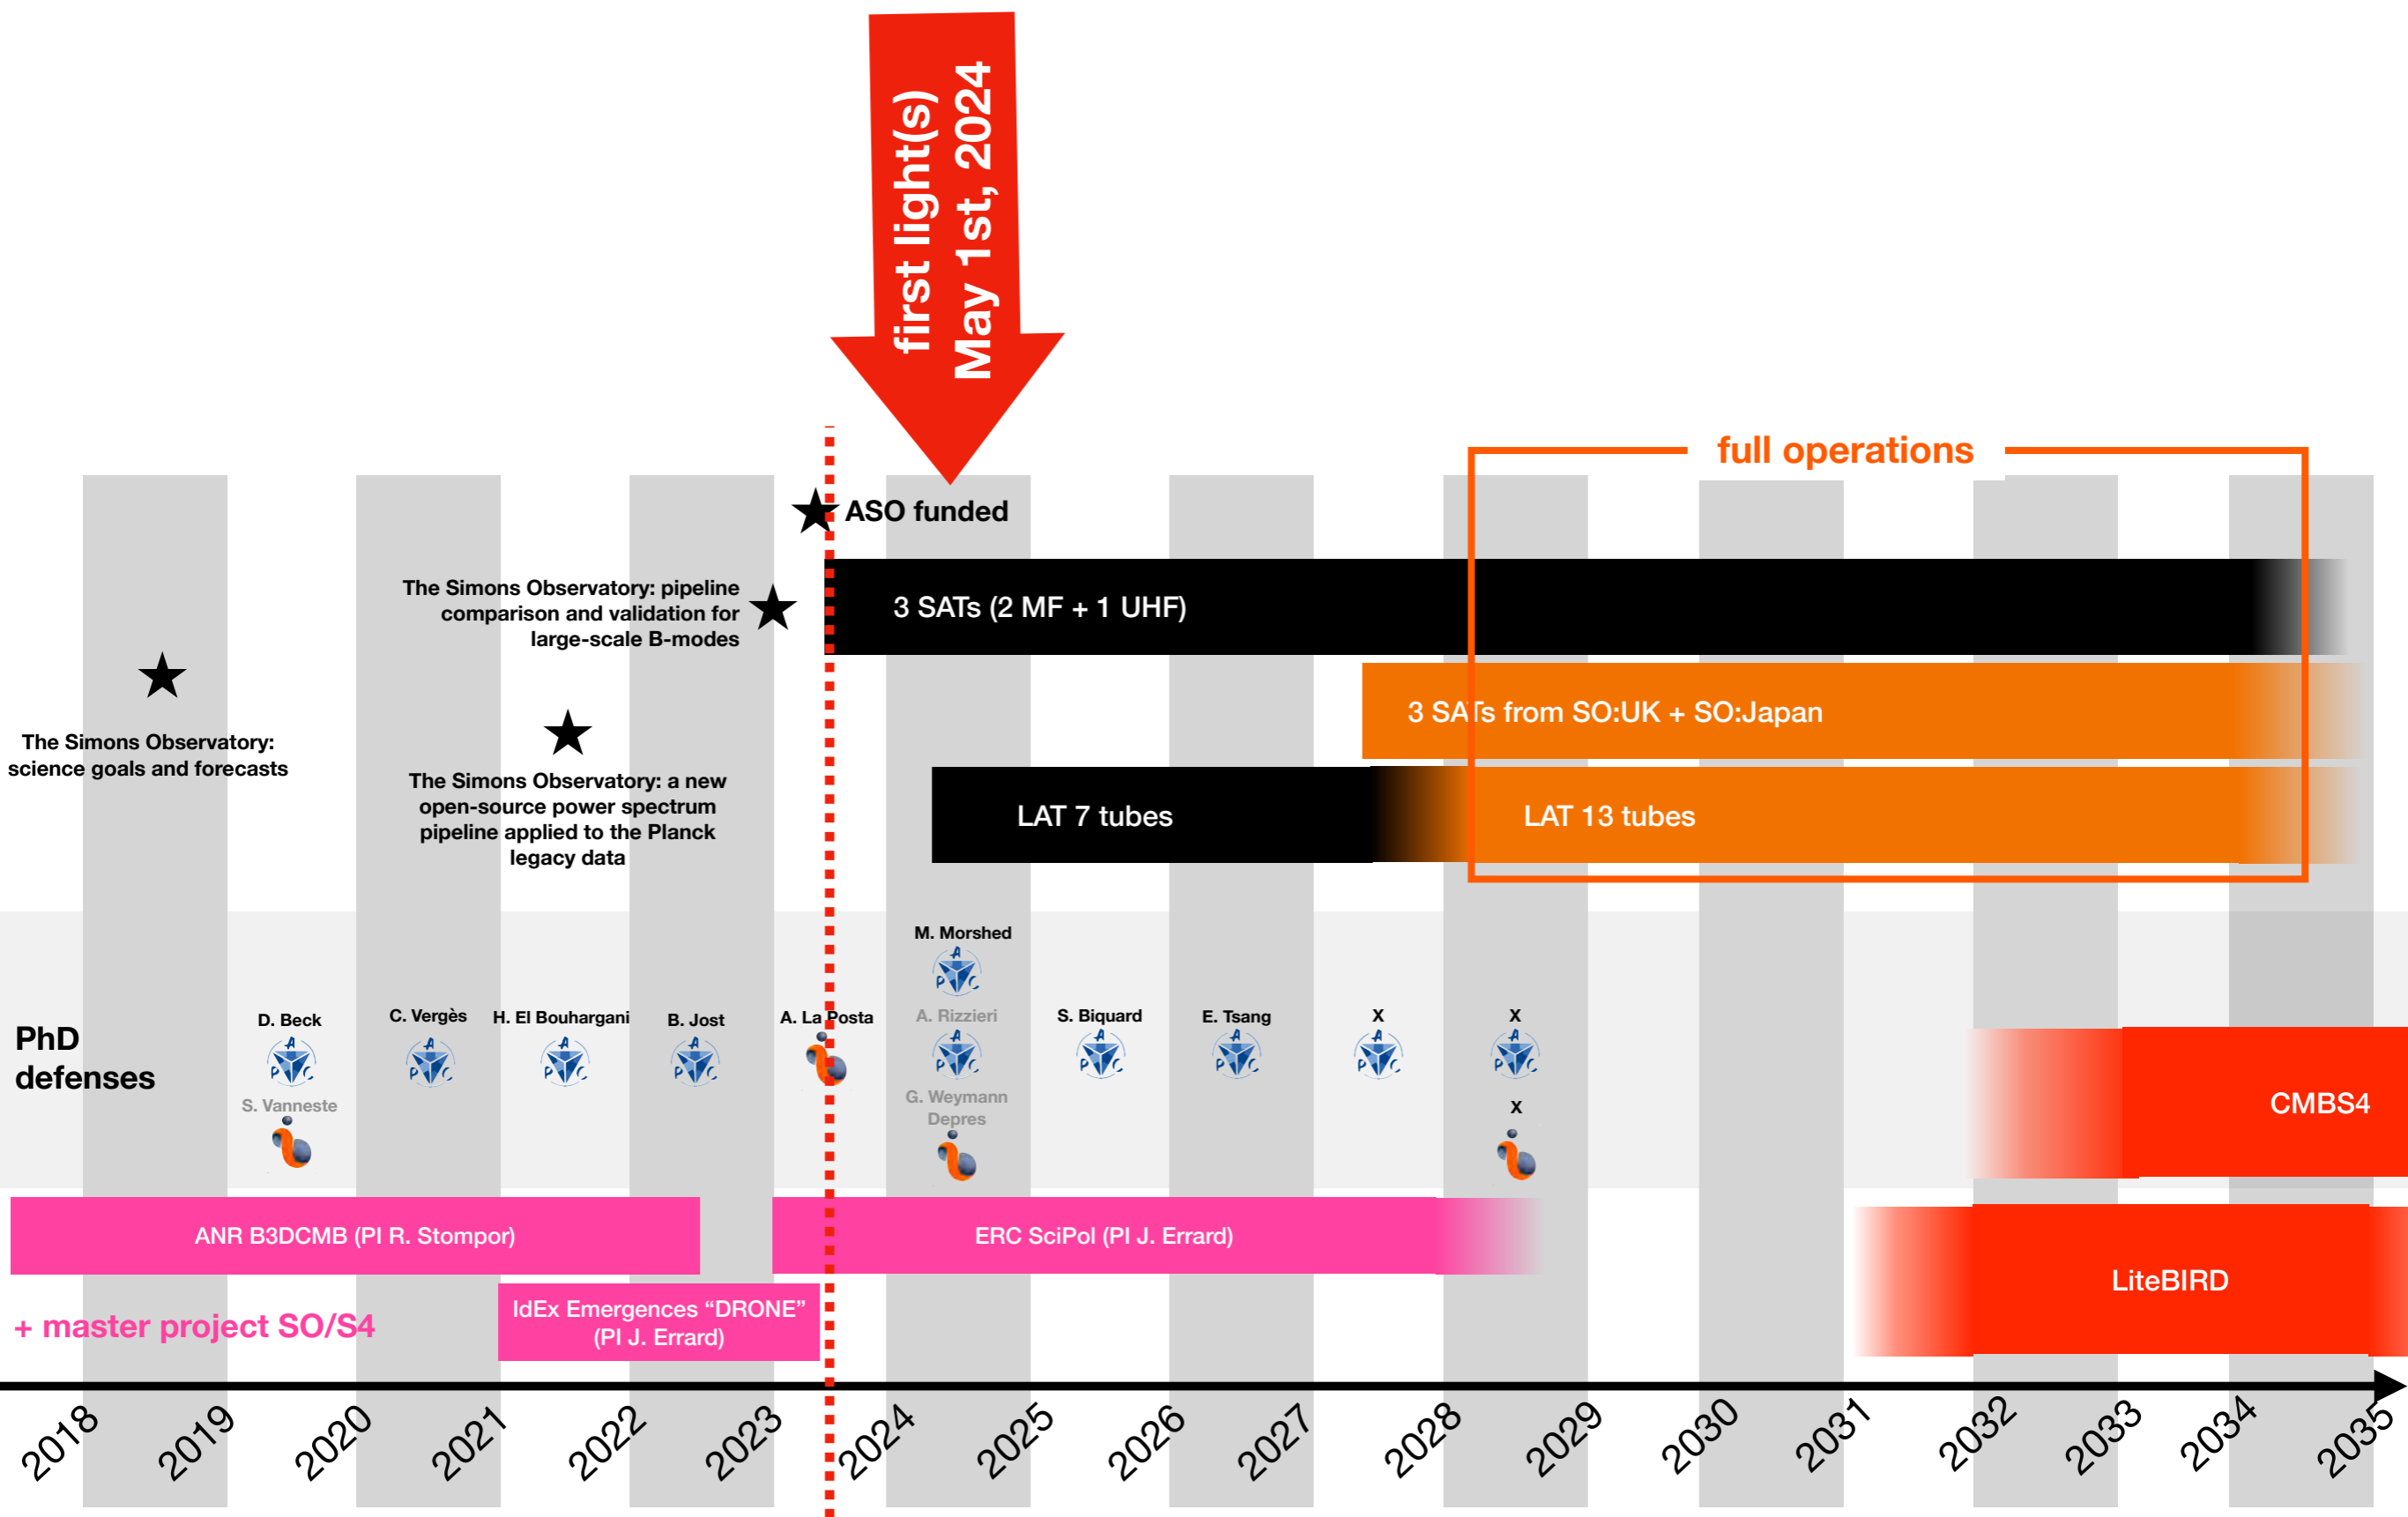 first light(s)
May 1st, 2024
full operations
ASO funded
The Simons Observatory: pipeline
comparison and validation for
large-scale B-modes
3 SATs (2 MF + 1 UHF)
3 SATs from SO:UK + SO:Japan
The Simons Observatory:
science goals and forecasts
The Simons Observatory: a new
open-source power spectrum
pipeline applied to the Planck
legacy data
LAT 7 tubes
LAT 13 tubes
PhD
defenses
D. Beck
A
P C
S. Vanneste
C. Vergès
A
P C
H. El Bouhargani
A
P C
B. Jost
A
P C
A. La Posta
M. Morshed
A
P C
A. Rizzieri
A
P C
G. Weymann
Depres
S. Biquard
A
P C
E. Tsang
A
P C
X
A
P C
X
A
P C
X
CMBS4
ANR B3DCMB (PI R. Stompor)
ERC SciPol (PI J. Errard)
LiteBIRD
+ master project SO/S4
IdEx Emergences “DRONE”
(PI J. Errard)
2018
2019
2020
2021
2022
2023
2024
2025
2026
2027
2028
2029
2030
2031
2032
2033
2034
2035